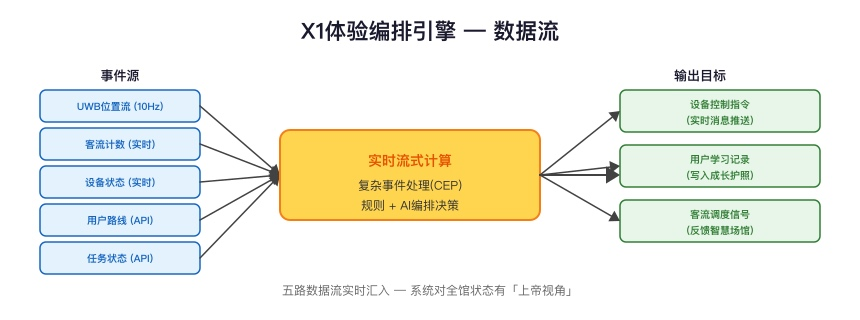 X1体验编排引擎 — 数据流
事件源
UWB位置流 (10Hz)
客流计数 (实时)
设备状态 (实时)
用户路线 (API)
任务状态 (API)
实时流式计算
复杂事件处理(CEP)
规则 + AI编排决策
输出目标
设备控制指令
(实时消息推送)
用户学习记录
(写入成长护照)
客流调度信号
(反馈智慧场馆)
五路数据流实时汇入 — 系统对全馆状态有「上帝视角」